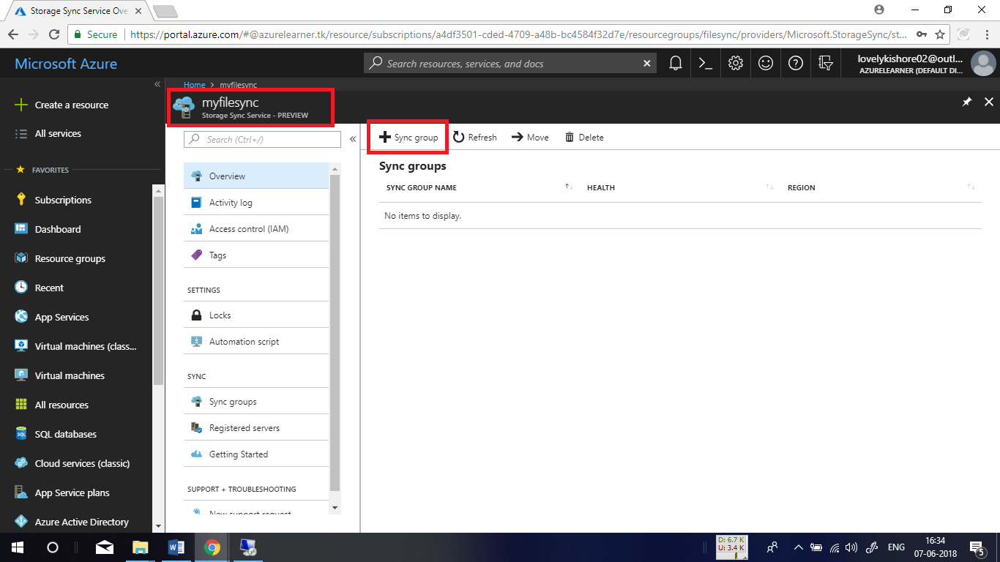 Storage Sync Service Ove
Secure
https://portal.azure.com/#@azurelearner.tk/resource/subscriptions/a4df3501-cded-4709-a48b-bc4584f32d7e/resourcegroups/filesync/providers/Microsoft.StorageSync/st...
Microsoft Azure
Search resources, services, and docs
lovelykishore02@outl...
AZURELEARNER (DEFAULT DI...
Home > myfilesync
myfilesync
Storage Sync Service - PREVIEW
Create a resource
All services
FAVORITES
Subscriptions
Dashboard
Resource groups
Recent
App Services
Virtual machines (class...
Virtual machines
All resources
SQL databases
Cloud services (classic)
App Service plans
Azure Active Directory
Search (Ctrl+/)
Overview
Activity log
Access control (IAM)
Tags
SETTINGS
Locks
Automation script
SYNC
Sync groups
Registered servers
Getting Started
SUPPORT + TROUBLESHOOTING
New support request
Sync group Refresh Move Delete
Sync groups
SYNC GROUP NAME HEALTH REGION
No items to display.
D: 6.7 K
U: 3.4 K
ENG
16:34
07-06-2018
5